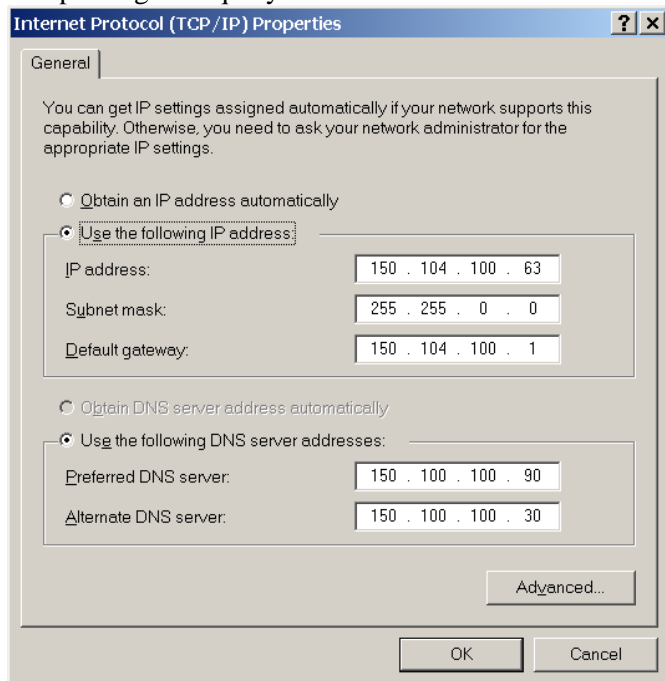 Internet Protocol (TCP/IP) Properties
General
You can get IP settings assigned automatically if your network supports this
capability. Otherwise, you need to ask your network administrator for the
appropriate IP settings.
Obtain an IP address automatically
Use the following IP address:
IP address: 150 . 104 . 100 . 63
Subnet mask: 255 . 255 . 0 . 0
Default gateway: 150 . 104 . 100 . 1
Obtain DNS server address automatically
Use the following DNS server addresses:
Preferred DNS server: 150 . 100 . 100 . 90
Alternate DNS server: 150 . 100 . 100 . 30
Advanced...
OK Cancel